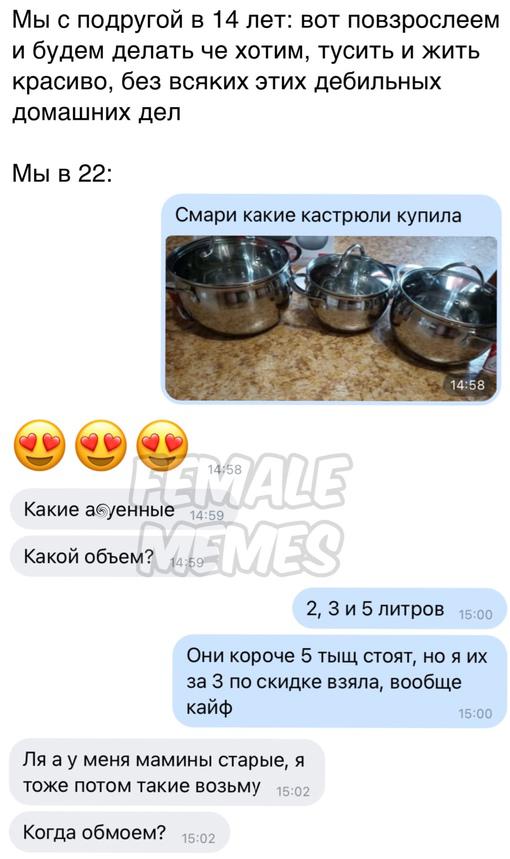 Мы с подругой в 14 лет: вот повзрослеем
и будем делать че хотим, тусить и жить
красиво, без всяких этих дебильных
домашних дел
Мы в 22:
Смари какие кастрюли купила
14:58
😍😍😍 14:58
FEMALE
Какие а🌀уенные 14:59
MEMES
Какой объем? 14:59
2, 3 и 5 литров 15:00
Они короче 5 тыщ стоят, но я их
за 3 по скидке взяла, вообще
кайф 15:00
Ля а у меня мамины старые, я
тоже потом такие возьму 15:02
Когда обмоем? 15:02